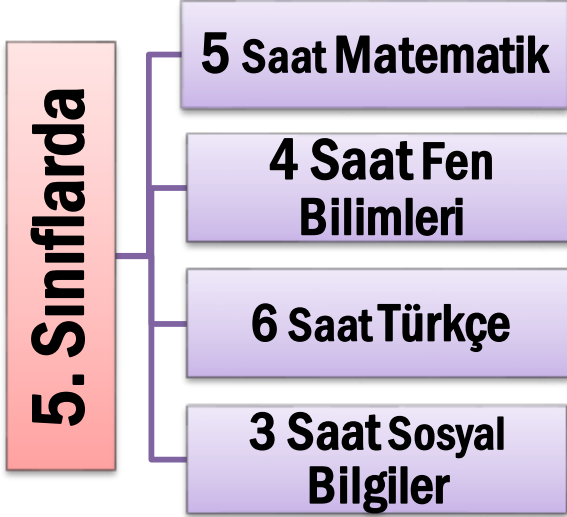 5. Sınıflarda
5 Saat Matematik
4 Saat Fen
Bilimleri
6 Saat Türkçe
3 Saat Sosyal
Bilgiler